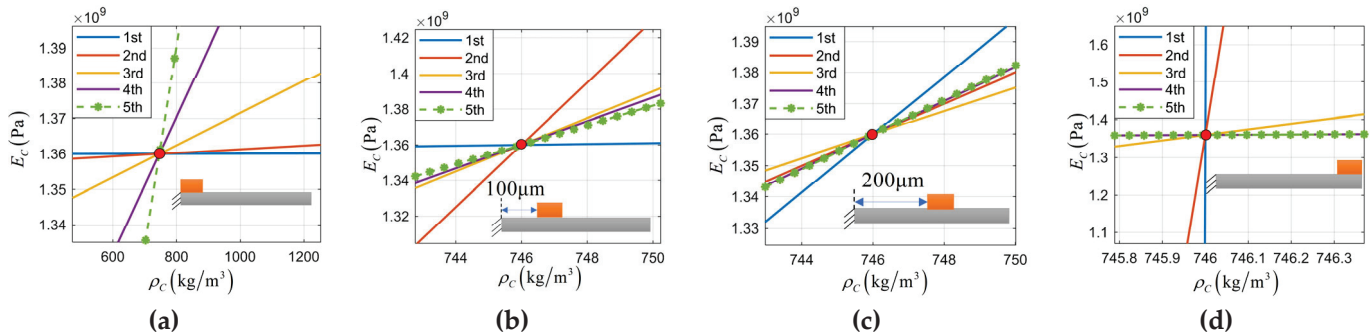 ×10⁹
1.39
1.38
1.37
1.36
1.35
1.34
E_C (Pa)
1st
2nd
3rd
4th
5th
600 800 1000 1200
ρ_C (kg/m³)
(a)
×10⁹
1.42
1.4
1.38
1.36
1.34
1.32
E_C (Pa)
1st
2nd
3rd
4th
5th
100μm
744 746 748 750
ρ_C (kg/m³)
(b)
×10⁹
1.39
1.38
1.37
1.36
1.35
1.34
1.33
E_C (Pa)
1st
2nd
3rd
4th
5th
200μm
744 746 748 750
ρ_C (kg/m³)
(c)
×10⁹
1.6
1.5
1.4
1.3
1.2
1.1
E_C (Pa)
1st
2nd
3rd
4th
5th
745.8 745.9 746 746.1 746.2 746.3
ρ_C (kg/m³)
(d)